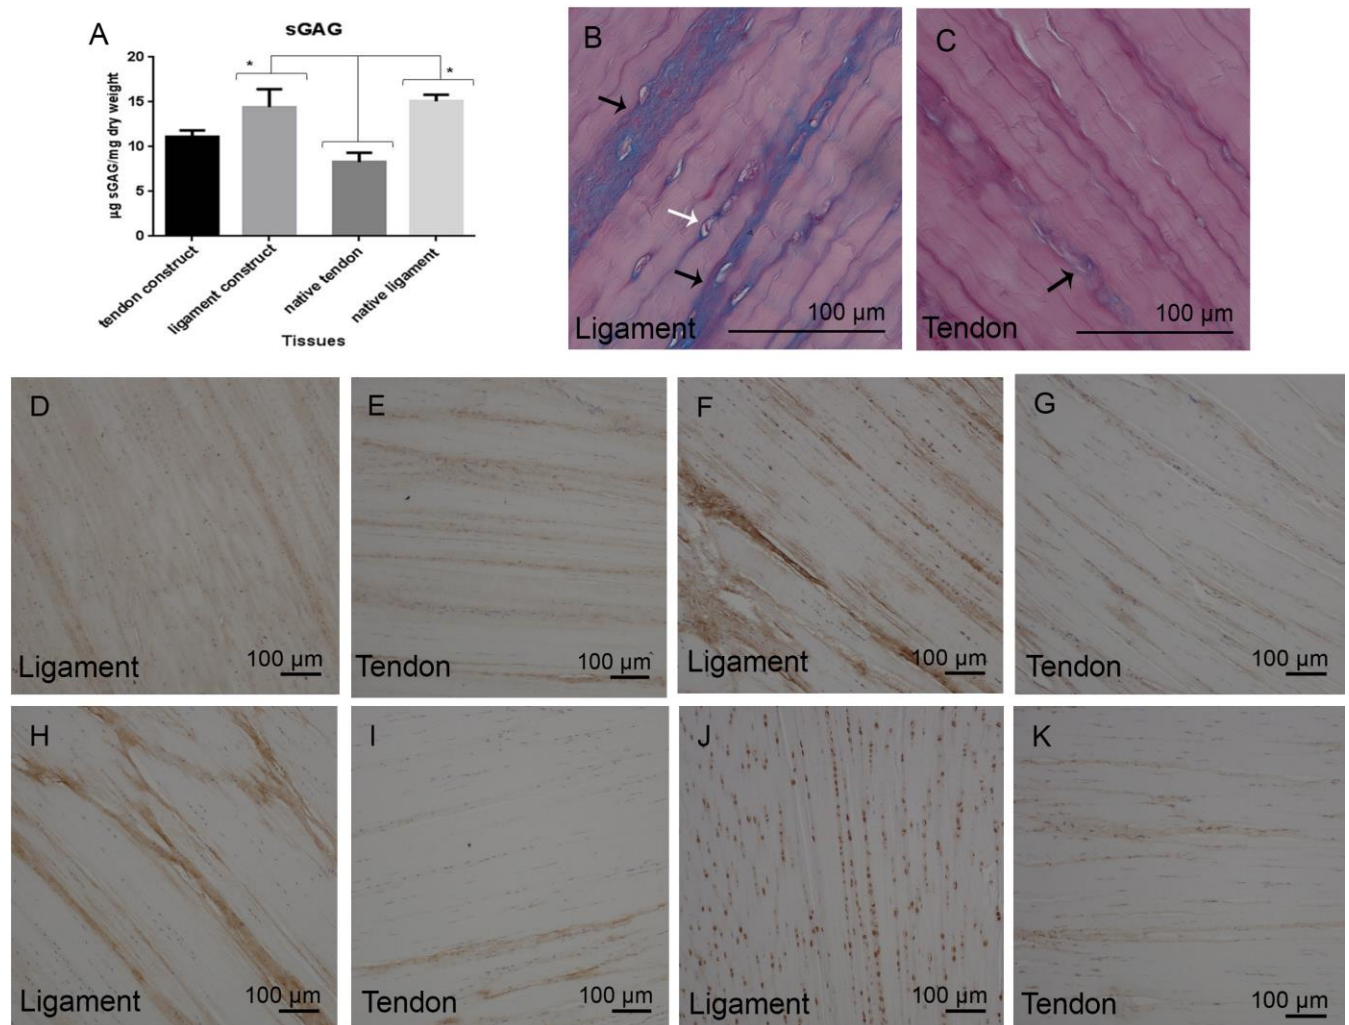 A
sGAG
µg sGAG/mg dry weight
20
15
10
5
0
*
*
tendon construct
ligament construct
native tendon
native ligament
Tissues
B
Ligament
100 µm
C
Tendon
100 µm
D
Ligament
100 µm
E
Tendon
100 µm
F
Ligament
100 µm
G
Tendon
100 µm
H
Ligament
100 µm
I
Tendon
100 µm
J
Ligament
100 µm
K
Tendon
100 µm